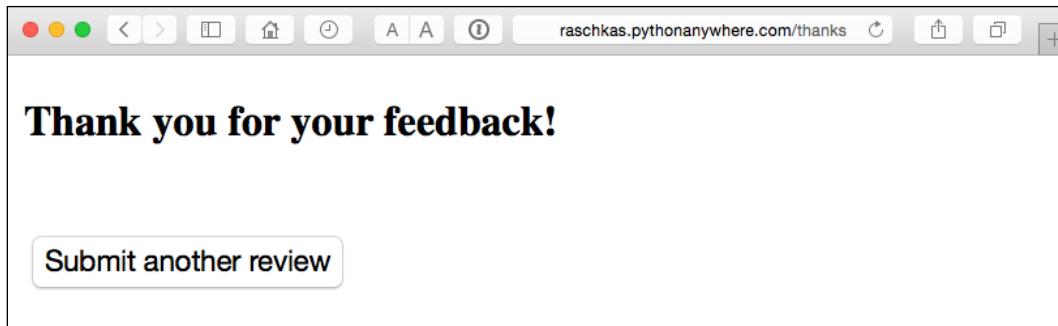 A A
raschkas.pythonanywhere.com/thanks
Thank you for your feedback!
Submit another review